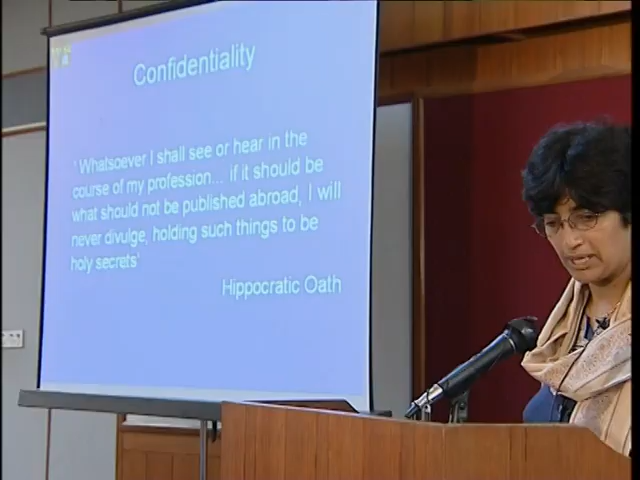 Confidentiality
' Whatsoever I shall see or hear in the
course of my profession... if it should be
what should not be published abroad, I will
never divulge, holding such things to be
holy secrets'
Hippocratic Oath